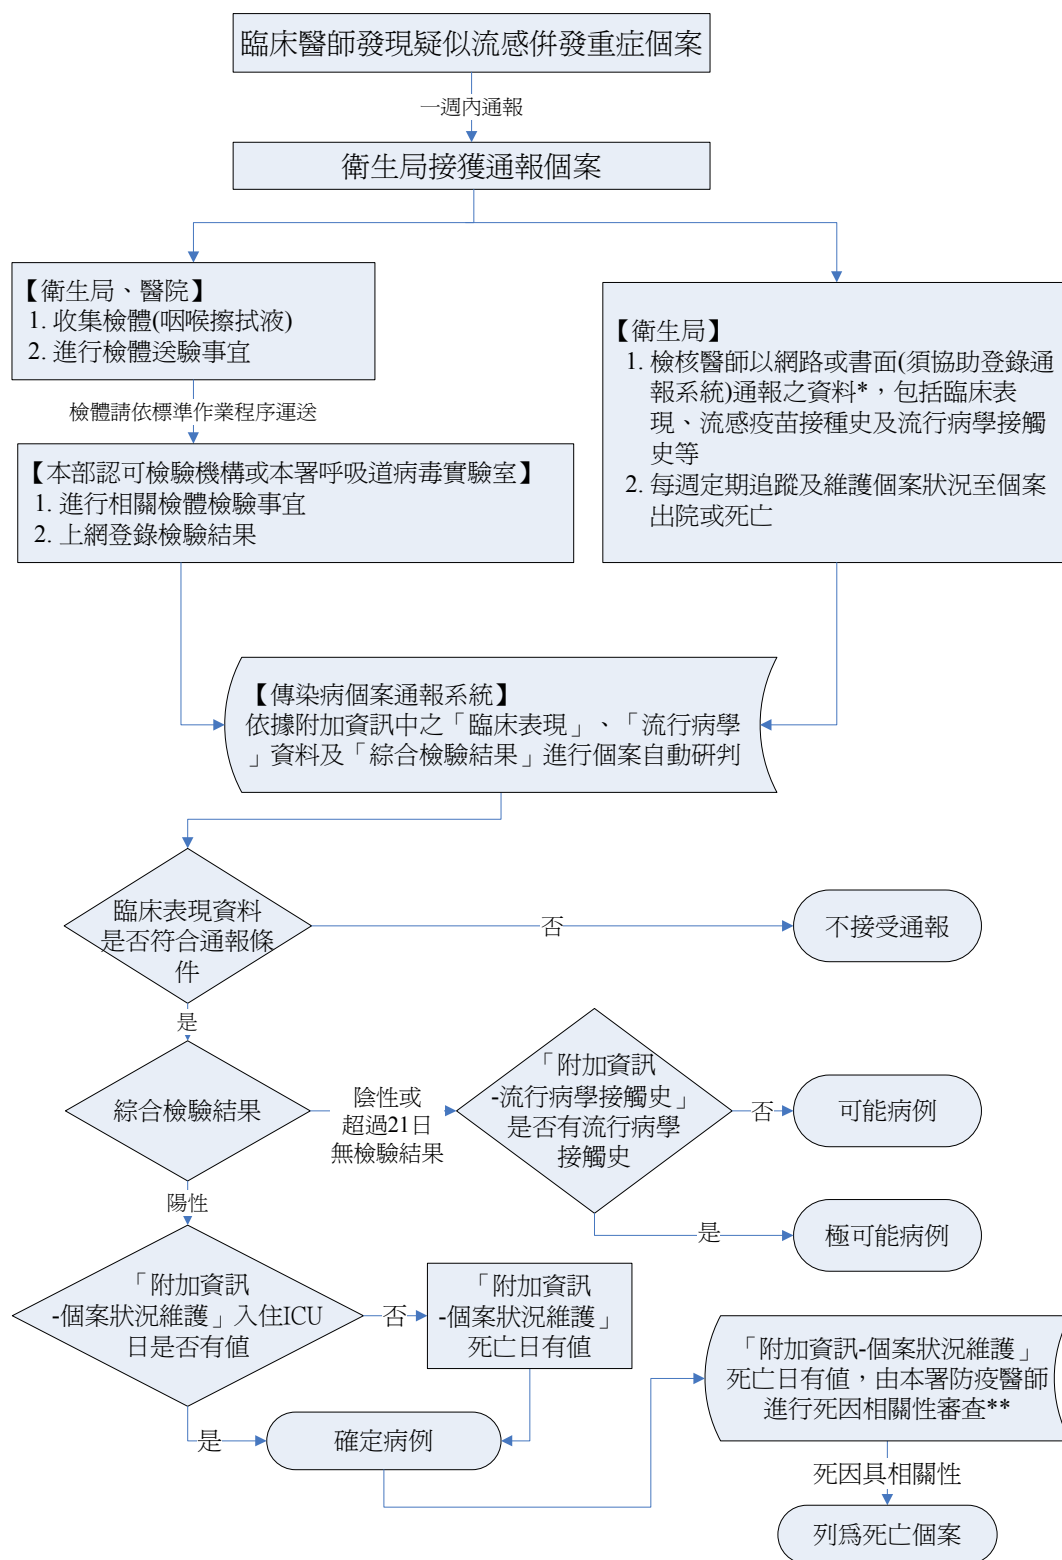 臨床醫師發現疑似流感併發重症個案
一週內通報
衛生局接獲通報個案
【衛生局、醫院】
1. 收集檢體(咽喉擦拭液)
2. 進行檢體送驗事宜
檢體請依標準作業程序運送
【本部認可檢驗機構或本署呼吸道病毒實驗室】
1. 進行相關檢體檢驗事宜
2. 上網登錄檢驗結果
【衛生局】
1. 檢核醫師以網路或書面(須協助登錄通
報系統)通報之資料*，包括臨床表
現、流感疫苗接種史及流行病學接觸
史等
2. 每週定期追蹤及維護個案狀況至個案
出院或死亡
【傳染病個案通報系統】
依據附加資訊中之「臨床表現」、「流行病學
」資料及「綜合檢驗結果」進行個案自動研判
臨床表現資料
是否符合通報條
件
否
不接受通報
是
綜合檢驗結果
陰性或
超過21日
無檢驗結果
「附加資訊
-流行病學接觸史」
是否有流行病學
接觸史
否
可能病例
是
極可能病例
陽性
「附加資訊
-個案狀況維護」入住ICU
日是否有值
否
「附加資訊
-個案狀況維護」
死亡日有值
是
確定病例
「附加資訊-個案狀況維護」
死亡日有值，由本署防疫醫師
進行死因相關性審查**
死因具相關性
列為死亡個案